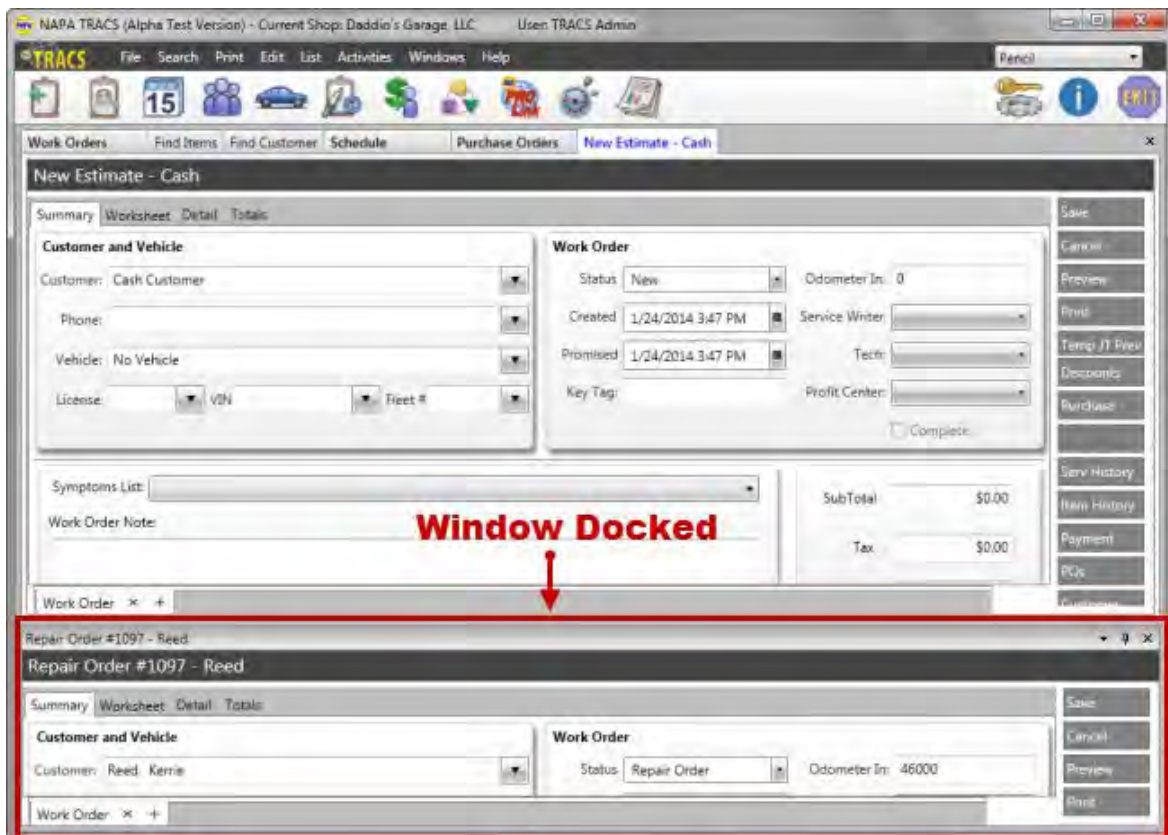 NAPA TRACS (Alpha Test Version) - Current Shop: Daddio's Garage LLC User: TRACS Admin
TRACS File Search Print Edit List Activities Windows Help Pencil
15 PRO i EXIT
Work Orders Find Items Find Customer Schedule Purchase Orders New Estimate - Cash
New Estimate - Cash
Summary Worksheet Detail Totals Save
Customer and Vehicle Work Order Cancel
Customer: Cash Customer Status New Odometer In: 0 Preview
Phone: Created 1/24/2014 3:47 PM Service Writer Print
Vehicle: No Vehicle Promised 1/24/2014 3:47 PM Tech: Temp JT Prev
Discounts
License VIN Fleet # Key Tag: Profit Center: Purchase
Complete
Symptoms List Serv History
SubTotal $0.00 Item History
Work Order Note:
Window Docked
Tax $0.00 Payment
POs
Work Order × + Customer
Repair Order #1097 - Reed
Repair Order #1097 - Reed
Summary Worksheet Detail Totals Save
Customer and Vehicle Work Order Cancel
Customer: Reed Kerrie Status Repair Order Odometer In: 46000 Preview
Work Order × + Print